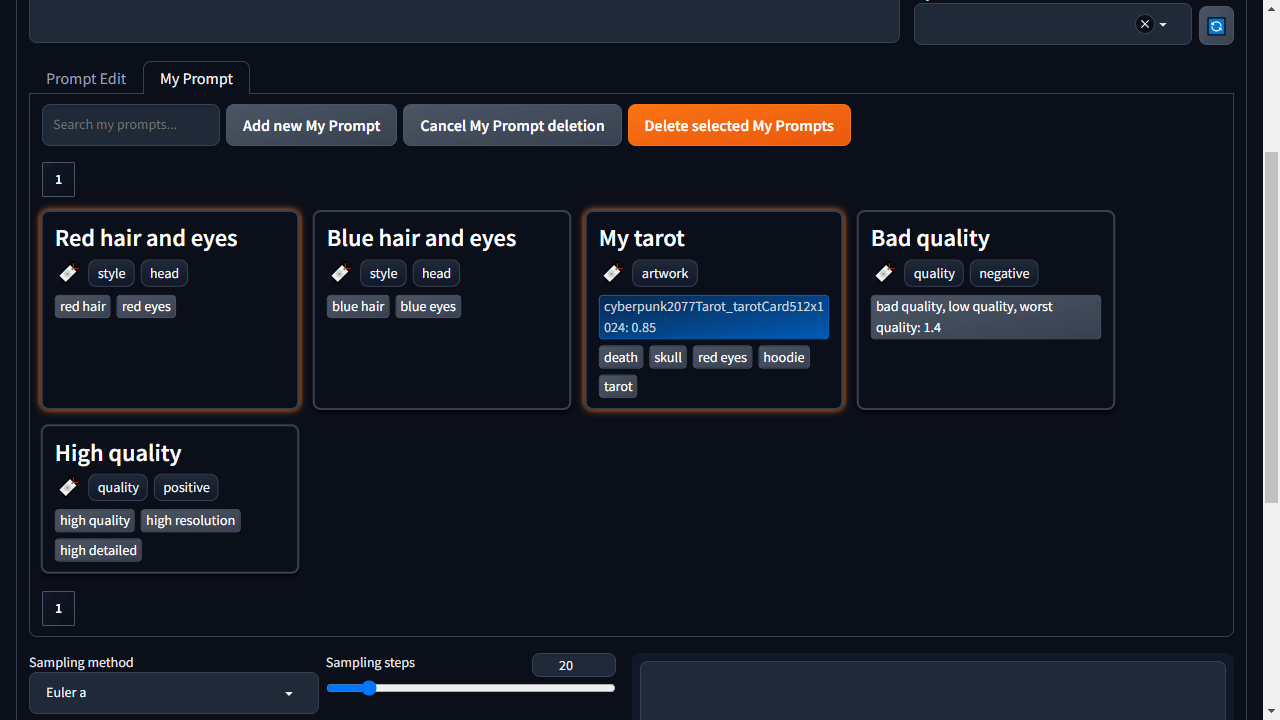 Prompt Edit
My Prompt
Search my prompts...
Add new My Prompt
Cancel My Prompt deletion
Delete selected My Prompts
1
Red hair and eyes
style
head
red hair
red eyes
Blue hair and eyes
style
head
blue hair
blue eyes
My tarot
artwork
cyberpunk2077Tarot_tarotCard512x1
024: 0.85
death
skull
red eyes
hoodie
tarot
Bad quality
quality
negative
bad quality, low quality, worst
quality: 1.4
High quality
quality
positive
high quality
high resolution
high detailed
1
Sampling method
Euler a
Sampling steps
20